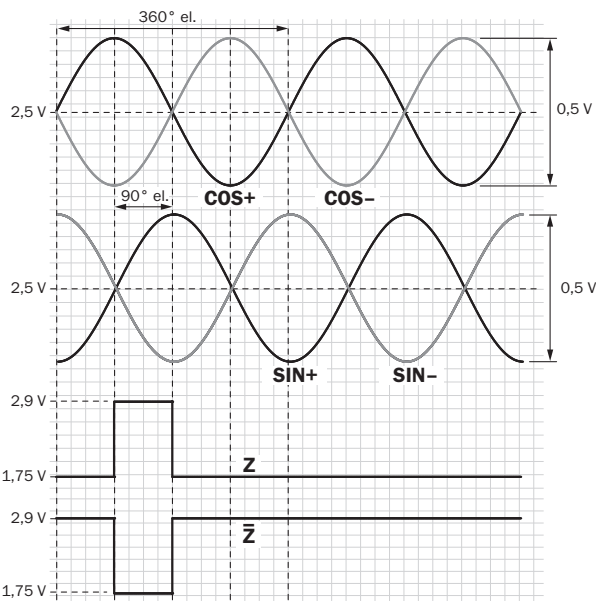 360° el.
2,5 V
0,5 V
90° el.
COS+ COS−
2,5 V
0,5 V
SIN+ SIN−
2,9 V
Z
1,75 V
2,9 V
Z̅
1,75 V